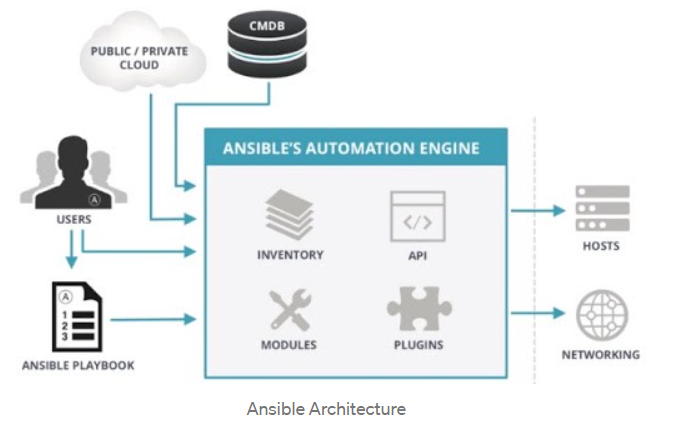 CMDB
PUBLIC / PRIVATE
CLOUD
ANSIBLE'S AUTOMATION ENGINE
USERS
A
INVENTORY
API
</>
HOSTS
A
1
2
3
MODULES
PLUGINS
NETWORKING
ANSIBLE PLAYBOOK
Ansible Architecture